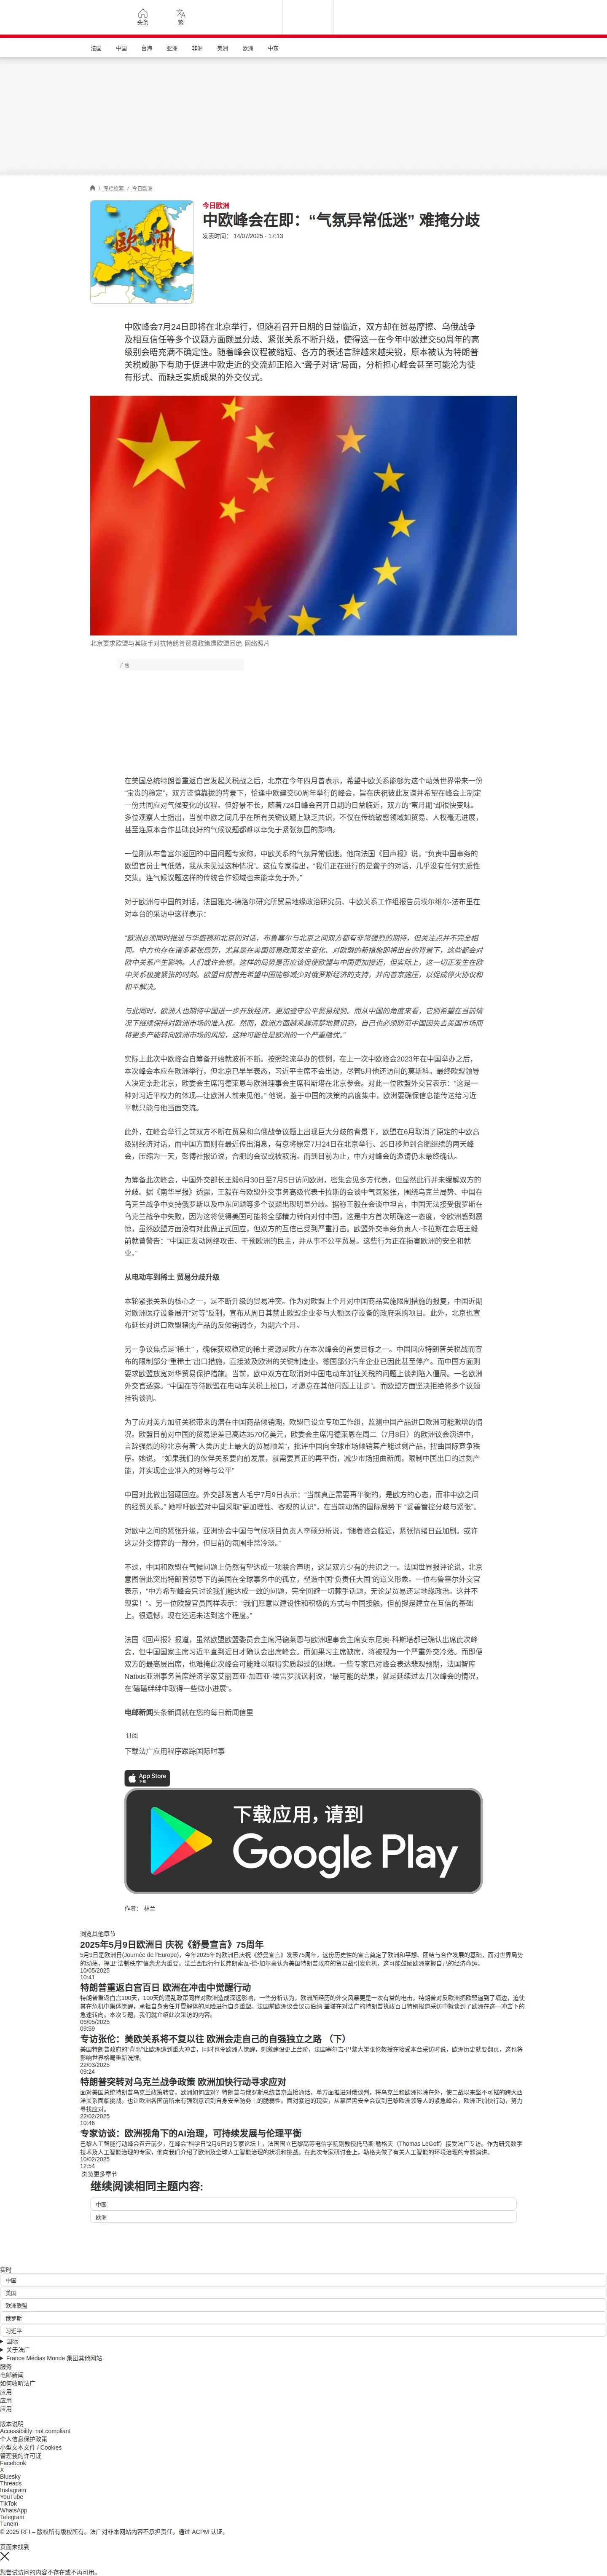 头条
繁
法国
中国
台海
亚洲
非洲
美洲
欧洲
中东
/ 专栏检索 / 今日欧洲
欧洲
今日欧洲
中欧峰会在即：“气氛异常低迷” 难掩分歧
发表时间： 14/07/2025 - 17:13
中欧峰会7月24日即将在北京举行，但随着召开日期的日益临近，双方却在贸易摩擦、乌俄战争
及相互信任等多个议题方面颇显分歧、紧张关系不断升级，使得这一在今年中欧建交50周年的高
级别会晤充满不确定性。随着峰会议程被缩短、各方的表述言辞越来越尖锐，原本被认为特朗普
关税威胁下有助于促进中欧走近的交流却正陷入“聋子对话”局面，分析担心峰会甚至可能沦为徒
有形式、而缺乏实质成果的外交仪式。
北京要求欧盟与其联手对抗特朗普贸易政策遭欧盟回绝 网络照片
广告
在美国总统特朗普重返白宫发起关税战之后，北京在今年四月曾表示，希望中欧关系能够为这个动荡世界带来一份
“宝贵的稳定”，双方谨慎靠拢的背景下，恰逢中欧建交50周年举行的峰会，旨在庆祝彼此友谊并希望在峰会上制定
一份共同应对气候变化的议程。但好景不长，随着724日峰会召开日期的日益临近，双方的“蜜月期”却很快变味。
多位观察人士指出，当前中欧之间几乎在所有关键议题上缺乏共识，不仅在传统敏感领域如贸易、人权毫无进展，
甚至连原本合作基础良好的气候议题都难以幸免于紧张氛围的影响。
一位刚从布鲁塞尔返回的中国问题专家称，中欧关系的气氛异常低迷。他向法国《回声报》说，“负责中国事务的
欧盟官员士气低落，我从未见过这种情况”。这位专家指出，“我们正在进行的是聋子的对话，几乎没有任何实质性
交集。连气候议题这样的传统合作领域也未能幸免于外。”
对于欧洲与中国的对话，法国雅克-德洛尔研究所贸易地缘政治研究员、中欧关系工作组报告员埃尔维尔-法布里在
对本台的采访中这样表示：
“欧洲必须同时推进与华盛顿和北京的对话，布鲁塞尔与北京之间双方都有非常强烈的期待，但关注点并不完全相
同。中方也存在诸多紧张局势，尤其是在美国贸易政策发生变化、对欧盟的新措施即将出台的背景下，这些都会对
欧中关系产生影响。人们或许会想，这样的局势是否应该促使欧盟与中国更加接近，但实际上，这一切正发生在欧
中关系极度紧张的时刻。欧盟目前首先希望中国能够减少对俄罗斯经济的支持，并向普京施压，以促成停火协议和
和平解决。
与此同时，欧洲人也期待中国进一步开放经济，更加遵守公平贸易规则。而从中国的角度来看，它则希望在当前情
况下继续保持对欧洲市场的准入权。然而，欧洲方面越来越清楚地意识到，自己也必须防范中国因失去美国市场而
将更多产能转向欧洲市场的风险，这种可能性是欧洲的一个严重隐忧。”
实际上此次中欧峰会自筹备开始就波折不断。按照轮流举办的惯例，在上一次中欧峰会2023年在中国举办之后，
本次峰会本应在欧洲举行，但北京已早早表态，习近平主席不会出访，尽管5月他还访问的莫斯科。最终欧盟领导
人决定亲赴北京，欧委会主席冯德莱恩与欧洲理事会主席科斯塔在北京参会。对此一位欧盟外交官表示：“这是一
种对习近平权力的体现—让欧洲人前来见他。” 他说，鉴于中国的决策的高度集中，欧洲要确保信息能传达给习近
平就只能与他当面交流。
此外，在峰会举行之前双方不断在贸易和乌俄战争议题上出现巨大分歧的背景下，欧盟在6月取消了原定的中欧高
级别经济对话，而中国方面则在最近传出消息，有意将原定7月24日在北京举行、25日移师到合肥继续的两天峰
会，压缩为一天，彭博社报道说，合肥的会议或被取消。而到目前为止，中方对峰会的邀请仍未最终确认。
为筹备此次峰会，中国外交部长王毅6月30日至7月5日访问欧洲，密集会见多方代表，但显然此行并未缓解双方的
分歧。据《南华早报》透露，王毅在与欧盟外交事务高级代表卡拉斯的会谈中气氛紧张，围绕乌克兰局势、中国在
乌克兰战争中支持俄罗斯以及中东问题等多个议题出现明显分歧。据称王毅在会谈中坦言，中国无法接受俄罗斯在
乌克兰战争中失败，因为这将使得美国可能将全部精力转向对付中国，这是中方首次明确这一态度，令欧洲感到震
惊，虽然欧盟方面没有对此做正式回应，但双方的互信已受到严重打击。欧盟外交事务负责人·卡拉斯在会晤王毅
前就曾警告：“中国正发动网络攻击、干预欧洲的民主，并从事不公平贸易。这些行为正在损害欧洲的安全和就
业。”
从电动车到稀土 贸易分歧升级
本轮紧张关系的核心之一，是不断升级的贸易冲突。作为对欧盟上个月对中国商品实施限制措施的报复，中国近期
对欧洲医疗设备展开“对等”反制，宣布从周日其禁止欧盟企业参与大额医疗设备的政府采购项目。此外，北京也宣
布延长对进口欧盟猪肉产品的反倾销调查，为期六个月。
另一争议焦点是“稀土” ，确保获取稳定的稀土资源是欧方在本次峰会的首要目标之一。中国回应特朗普关税战而宣
布的限制部分“重稀土”出口措施，直接波及欧洲的关键制造业。德国部分汽车企业已因此甚至停产。而中国方面则
要求欧盟放宽对华贸易保护措施。当前，欧中双方在取消对中国电动车加征关税的问题上谈判陷入僵局。一名欧洲
外交官透露。“中国在等待欧盟在电动车关税上松口，才愿意在其他问题上让步”。而欧盟方面坚决拒绝将多个议题
挂钩谈判。
为了应对美方加征关税带来的潜在中国商品倾销潮，欧盟已设立专项工作组，监测中国产品进口欧洲可能激增的情
况。欧盟目前对中国的贸易逆差已高达3570亿美元，欧委会主席冯德莱恩在周二（7月8日）的欧洲议会演讲中，
言辞强烈的称北京有着“人类历史上最大的贸易顺差”，批评中国向全球市场倾销其产能过剩产品，扭曲国际竞争秩
序。她说， “如果我们的伙伴关系要向前发展，就需要真正的再平衡，减少市场扭曲新闻，限制中国出口的过剩产
能，并实现企业准入的对等与公平”
中国对此做出强硬回应。外交部发言人毛宁7月9日表示：“当前真正需要再平衡的，是欧方的心态，而非中欧之间
的经贸关系。” 她呼吁欧盟对中国采取“更加理性、客观的认识”，在当前动荡的国际局势下 “妥善管控分歧与紧张”。
对欧中之间的紧张升级，亚洲协会中国与气候项目负责人李硕分析说，“随着峰会临近，紧张情绪日益加剧。或许
这是外交博弈的一部分，但目前的氛围非常冷淡。”
不过，中国和欧盟在气候问题上仍然有望达成一项联合声明，这是双方少有的共识之一。法国世界报评论说，北京
意图借此突出特朗普领导下的美国在全球事务中的孤立，塑造中国“负责任大国”的道义形象。一位布鲁塞尔外交官
表示，“中方希望峰会只讨论我们能达成一致的问题，完全回避一切棘手话题，无论是贸易还是地缘政治。这并不
现实！”。另一位欧盟官员同样表示：“我们愿意以建设性和积极的方式与中国接触，但前提是建立在互信的基础
上。很遗憾，现在还远未达到这个程度。”
法国《回声报》报道，虽然欧盟欧盟委员会主席冯德莱恩与欧洲理事会主席安东尼奥·科斯塔都已确认出席此次峰
会，但中国国家主席习近平直到近日才确认会出席峰会。而如果习主席缺席，将被视为一个严重外交冷落。而即便
双方的最高层出席，也难掩此次峰会可能难以取得实质超过的困境。一些专家已对峰会表达悲观预期，法国智库
Natixis亚洲事务首席经济学家艾丽西亚·加西亚·埃雷罗就讽刺说，“最可能的结果，就是延续过去几次峰会的情况，
在‘磕磕绊绊中取得一些微小进展”。
电邮新闻头条新闻就在您的每日新闻信里
订阅
下载法广应用程序跟踪国际时事
App Store
下载
下载应用，请到
Google Play
作者： 林兰
浏览其他章节
2025年5月9日欧洲日 庆祝《舒曼宣言》75周年
5月9日是欧洲日(Journée de l’Europe)，今年2025年的欧洲日庆祝《舒曼宣言》发表75周年。这份历史性的宣言奠定了欧洲和平想、团结与合作发展的基础。面对世界局势
的动荡，捍卫“法制秩序”信念尤为重要。法兰西银行行长弗朗索瓦·德·加尔豪认为美国特朗普政府的贸易战引发危机，这可能鼓励欧洲掌握自己的经济命运。
10/05/2025
10:41
特朗普重返白宫百日 欧洲在冲击中觉醒行动
特朗普重返白宫100天，100天的混乱政策同样对欧洲造成深远影响，一些分析认为，欧洲所经历的外交风暴更是一次有益的电击。特朗普对反欧洲把欧盟逼到了墙边，迫使
其在危机中集体觉醒，承担自身责任并冒解体的风险进行自身重塑。法国前欧洲议会议员伯纳·盖塔在对法广的特朗普执政百日特别报道采访中就谈到了欧洲在这一冲击下的
急速转向。本次专题，我们就介绍此次采访的内容。
06/05/2025
09:59
专访张伦：美欧关系将不复以往 欧洲会走自己的自强独立之路 （下）
美国特朗普政府的“背离”让欧洲遭到重大冲击，同时也令欧洲人觉醒，刺激建设更上台阶，法国塞尔吉-巴黎大学张伦教授在接受本台采访时说，欧洲历史就要翻页，这也将
影响世界格局重新洗牌。
22/03/2025
09:24
特朗普突转对乌克兰战争政策 欧洲加快行动寻求应对
面对美国总统特朗普乌克兰政策转变，欧洲如何应对？特朗普与俄罗斯总统普京直接通话，单方面推进对俄谈判，将乌克兰和欧洲排除在外，使二战以来坚不可摧的跨大西
洋关系面临挑战，也让欧洲各国前所未有强烈意识到自身安全防务上的脆弱性。面对紧迫的现实，从慕尼黑安全会议到巴黎欧洲领导人的紧急峰会，欧洲正加快行动，努力
寻找应对。
22/02/2025
10:46
专家访谈：欧洲视角下的AI治理，可持续发展与伦理平衡
巴黎人工智能行动峰会召开前夕，在峰会“科学日”2月6日的专家论坛上，法国国立巴黎高等电信学院副教授托马斯·勒格夫（Thomas LeGoff）接受法广专访。作为研究数字
技术及人工智能治理的专家，他向我们介绍了欧洲及全球人工智能治理的状况和挑战。在此次专家研讨会上，勒格夫做了有关人工智能的环境治理的专题演讲。
10/02/2025
12:54
浏览更多章节
继续阅读相同主题内容:
中国
欧洲
实时
中国
美国
欧洲联盟
俄罗斯
习近平
国际
关于法广
France Médias Monde 集团其他网站
服务
电邮新闻
如何收听法广
应用
应用
应用
版本说明
Accessibility: not compliant
个人信息保护政策
小型文本文件 / Cookies
管理我的许可证
Facebook
X
Bluesky
Threads
Instagram
YouTube
TikTok
WhatsApp
Telegram
TuneIn
© 2025 RFI – 版权所有版权所有。法广对非本网站内容不承担责任。通过 ACPM 认证。
页面未找到
您尝试访问的内容不存在或不再可用。